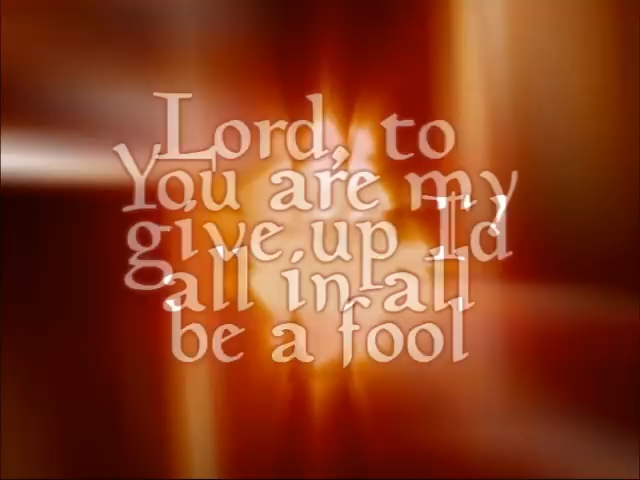 Lord, to
You are my
give up I'd
all in all
be a fool